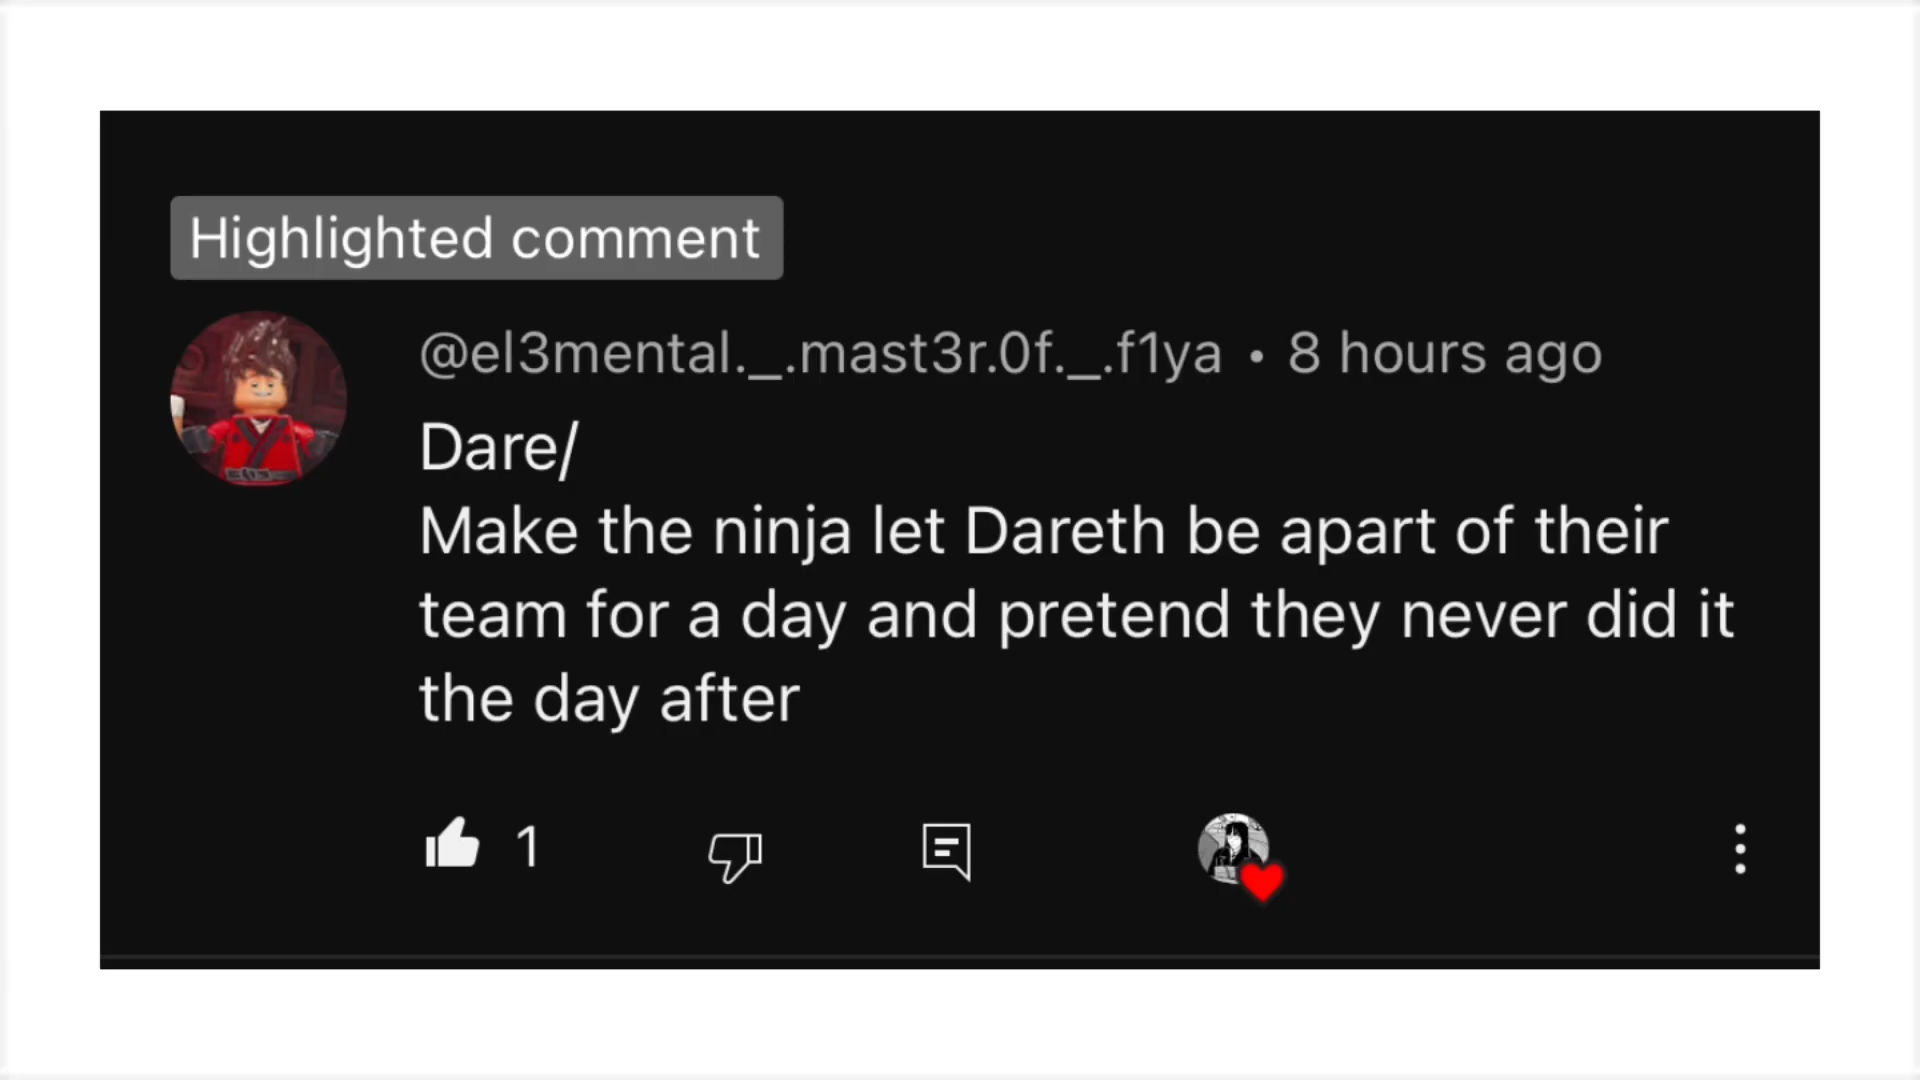 Highlighted comment
@el3mental._.mast3r.0f._.f1ya • 8 hours ago
Dare/
Make the ninja let Dareth be apart of their
team for a day and pretend they never did it
the day after
1